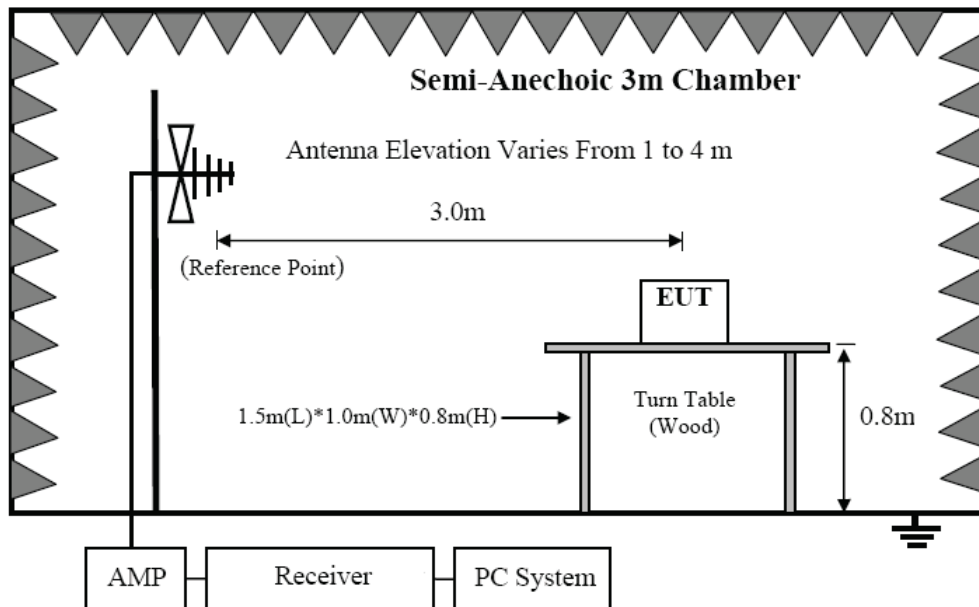 Semi-Anechoic 3m Chamber
Antenna Elevation Varies From 1 to 4 m
3.0m
(Reference Point)
EUT
1.5m(L)*1.0m(W)*0.8m(H)
Turn Table
(Wood)
0.8m
AMP
Receiver
PC System